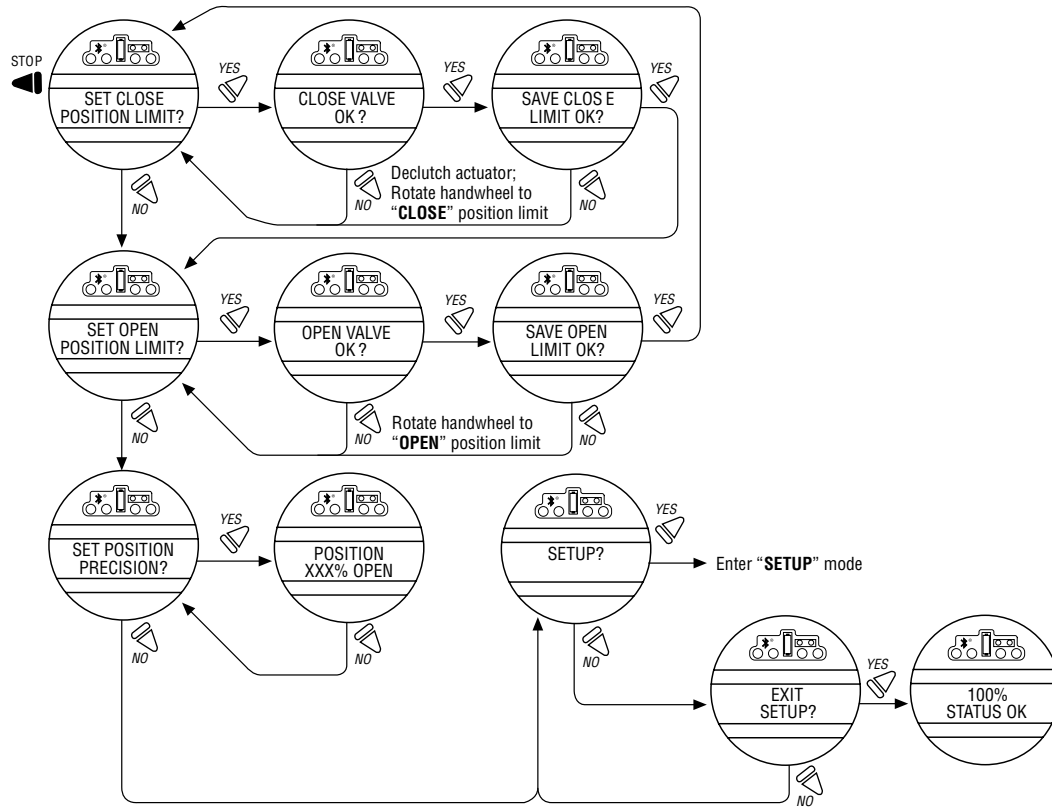 STOP
SET CLOSE
POSITION LIMIT?
YES
CLOSE VALVE
OK ?
YES
SAVE CLOS E
LIMIT OK?
YES
NO
NO
Declutch actuator;
Rotate handwheel to
“CLOSE” position limit
NO
SET OPEN
POSITION LIMIT?
YES
OPEN VALVE
OK ?
YES
SAVE OPEN
LIMIT OK?
YES
NO
NO
Rotate handwheel to
“OPEN” position limit
NO
SET POSITION
PRECISION?
YES
POSITION
XXX% OPEN
SETUP?
YES
Enter “SETUP” mode
NO
NO
NO
EXIT
SETUP?
YES
100%
STATUS OK
NO